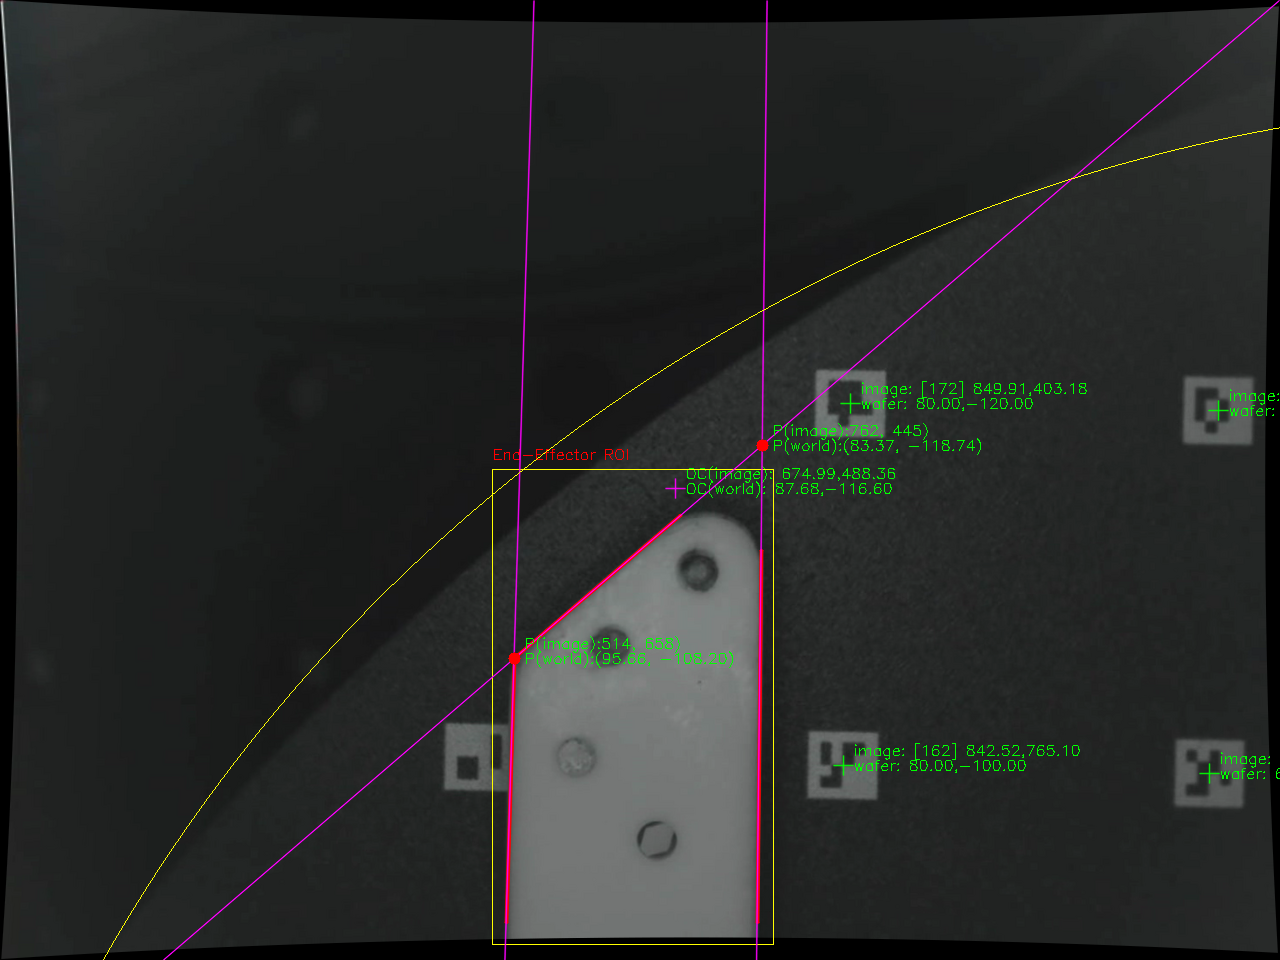 image: [172] 849.91,403.18
wafer: 80.00,-120.00
image:
wafer:
P(image):762, 445)
P(world):(83.37, -118.74)
End-Effector ROI
OC(image): 674.99,488.36
OC(world): 87.68,-116.60
P(image):514, 658)
P(world):(95.66, -108.20)
image: [162] 842.52,765.10
wafer: 80.00,-100.00
image:
wafer: 6